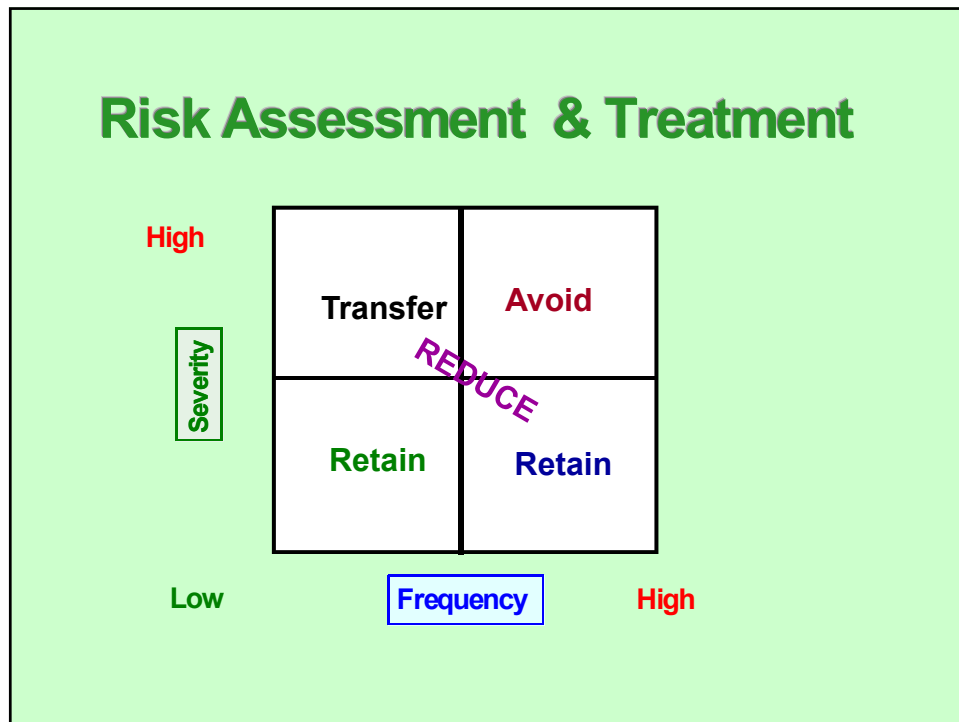 Risk Assessment & Treatment
High
Transfer
Avoid
REDUCE
Severity
Retain
Retain
Low
Frequency
High